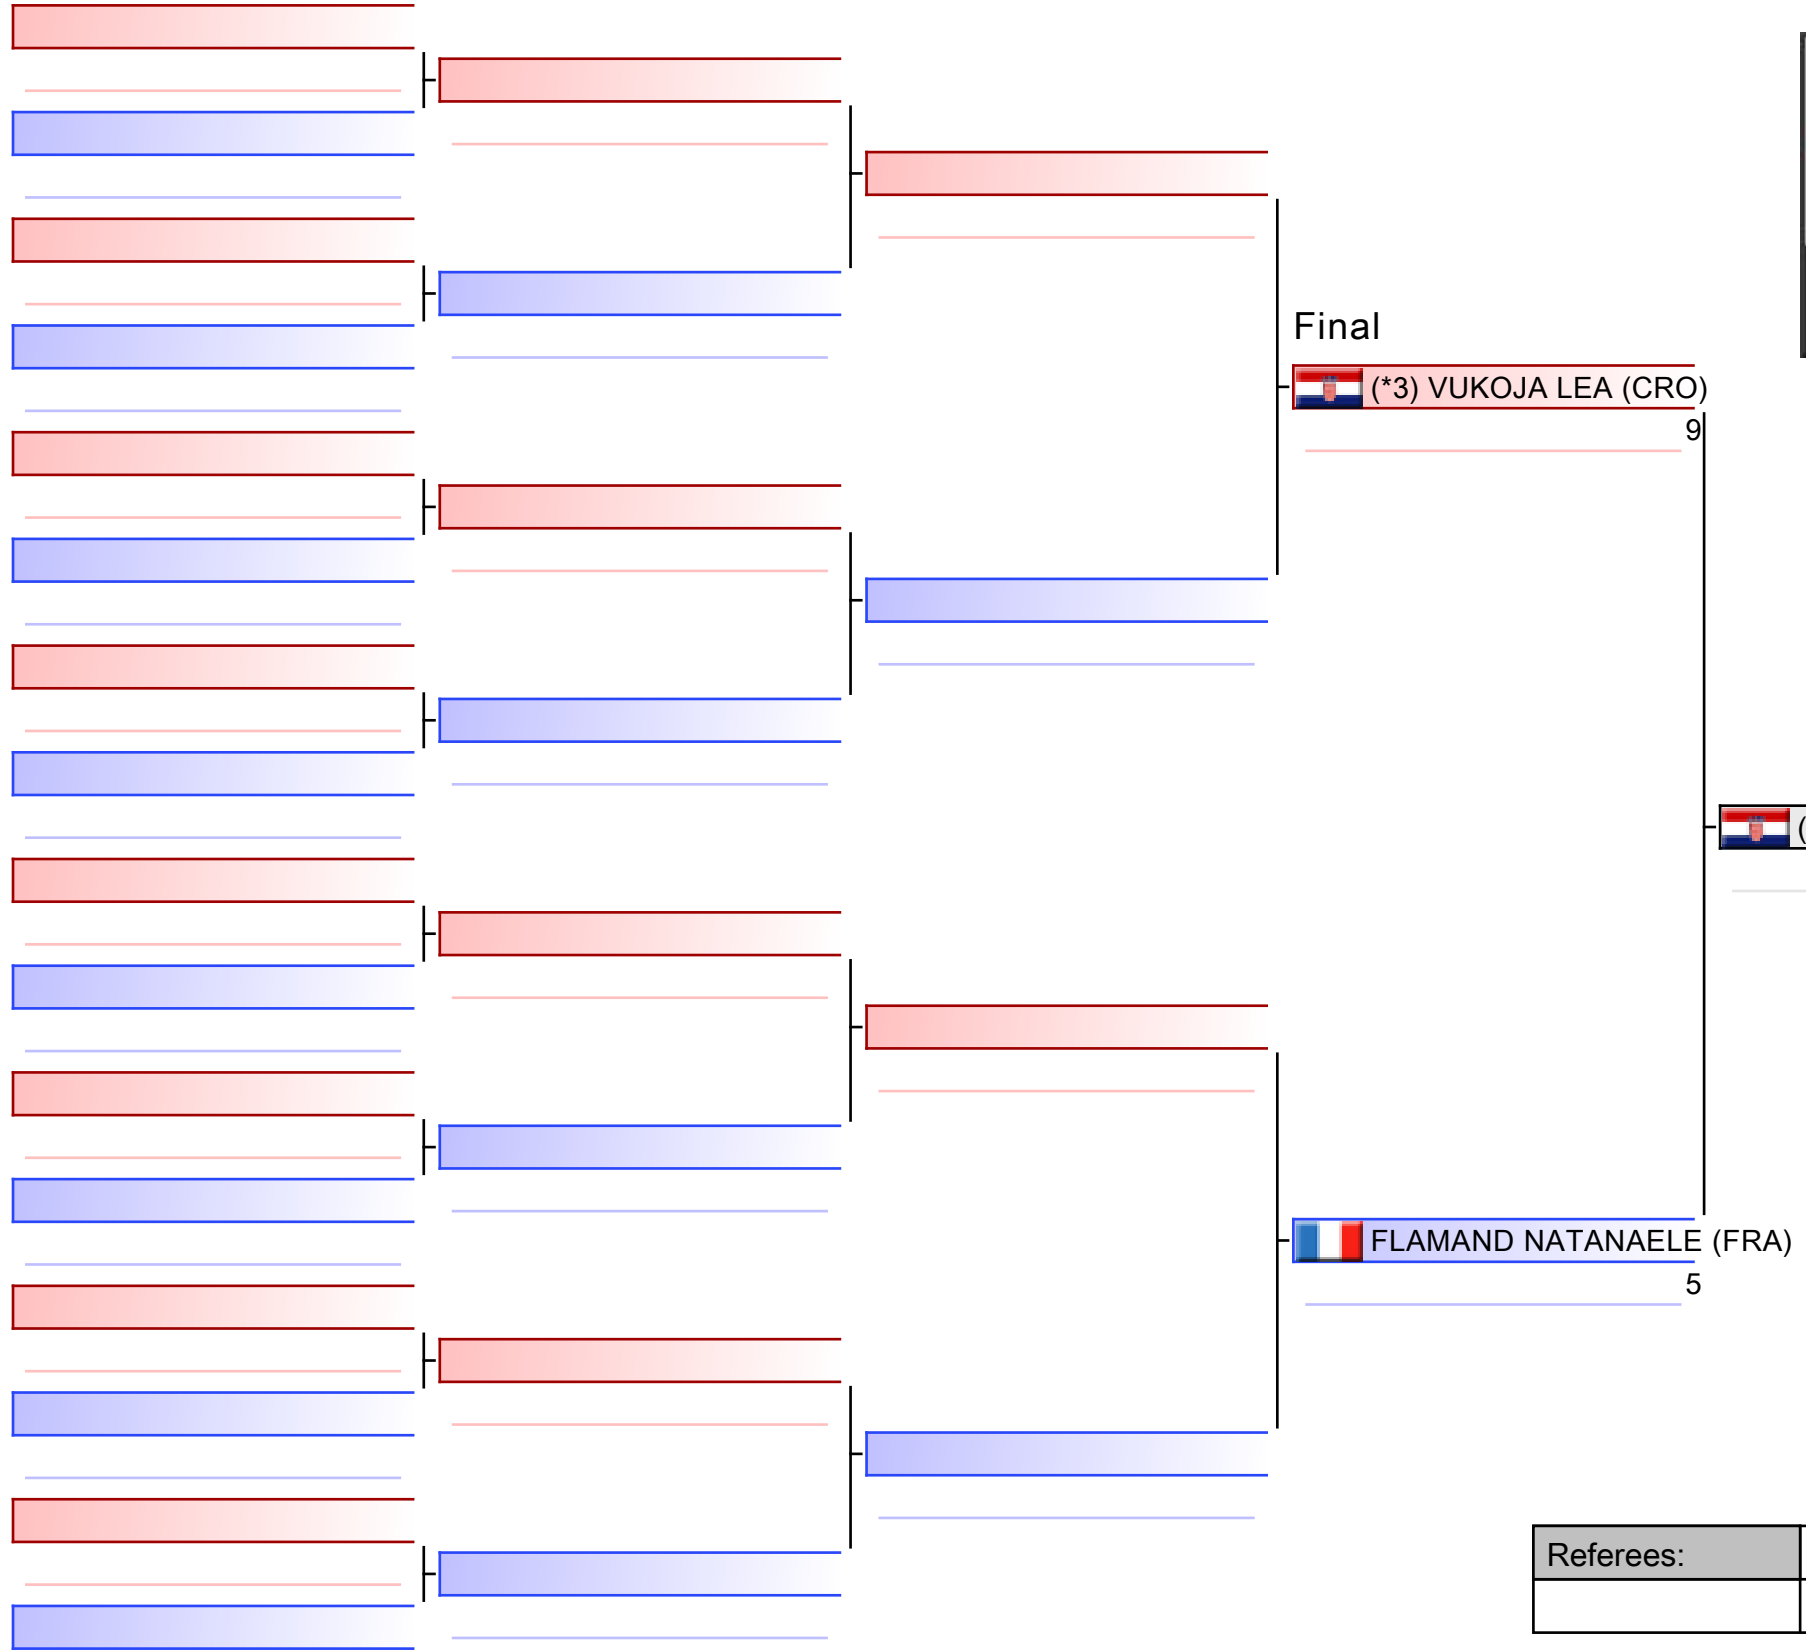 Final
(*3) VUKOJA LEA (CRO)
9
(
FLAMAND NATANAELE (FRA)
5
Referees: